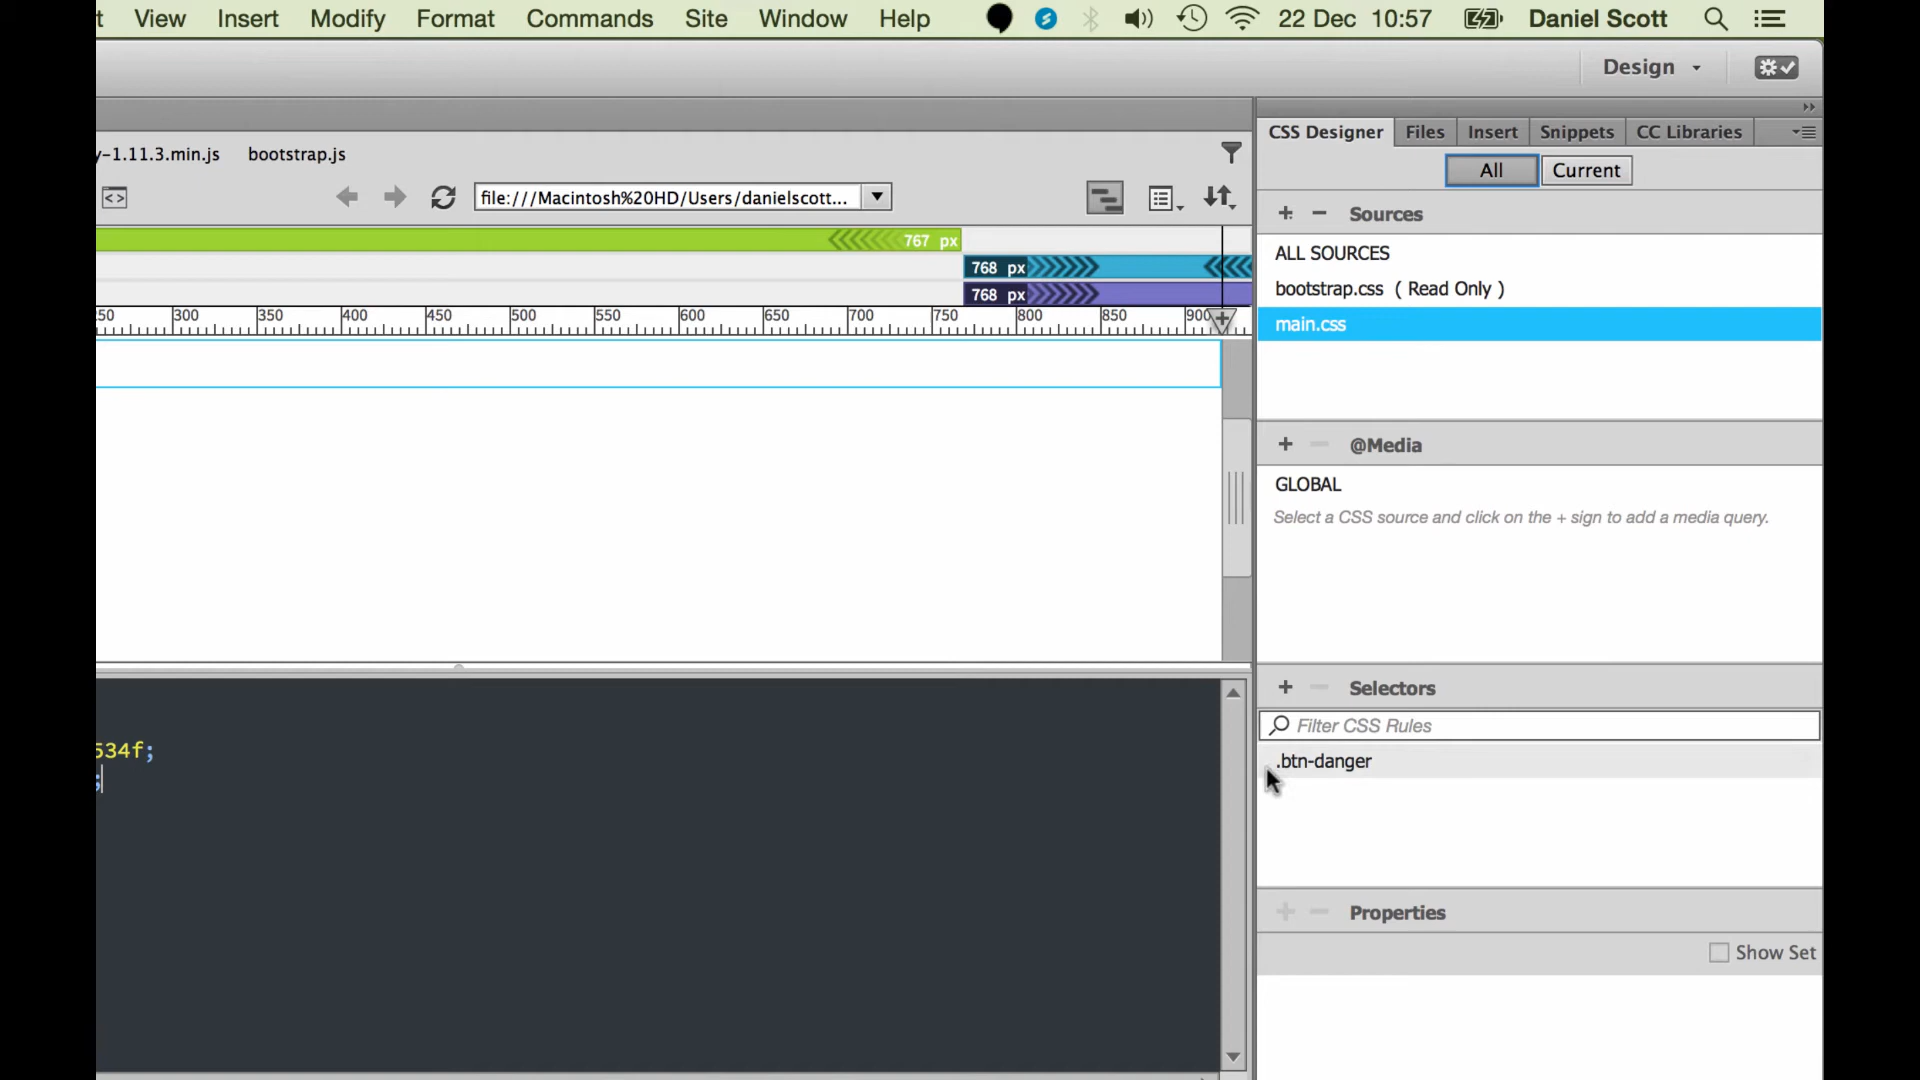 t View Insert Modify Format Commands Site Window Help 22 Dec 10:57 Daniel Scott
Design
CSS Designer Files Insert Snippets CC Libraries
y-1.11.3.min.js bootstrap.js
All Current
file:///Macintosh%20HD/Users/danielscott...
+ − Sources
ALL SOURCES
bootstrap.css ( Read Only )
main.css
767 px
768 px
768 px
250 300 350 400 450 500 550 600 650 700 750 800 850 900
+ − @Media
GLOBAL
Select a CSS source and click on the + sign to add a media query.
+ − Selectors
Filter CSS Rules
.btn-danger
534f;
;
+ − Properties
Show Set